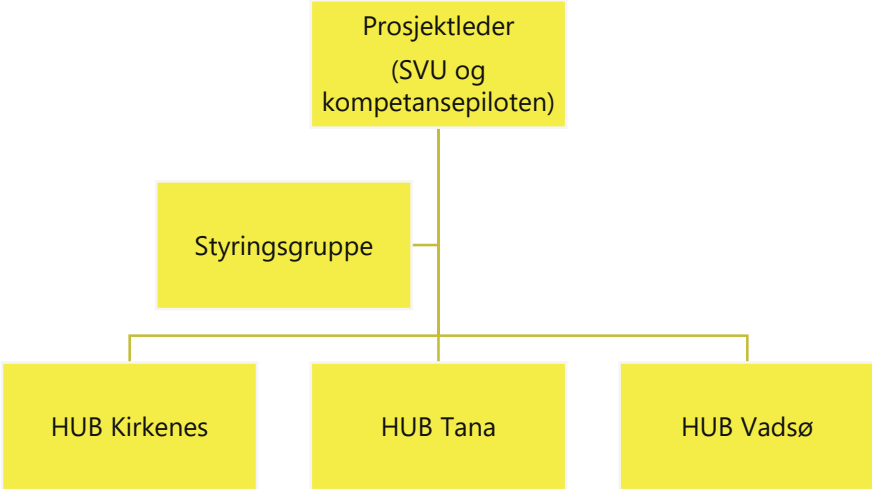 Prosjektleder
(SVU og
kompetansepiloten)
Styringsgruppe
HUB Kirkenes
HUB Tana
HUB Vadsø